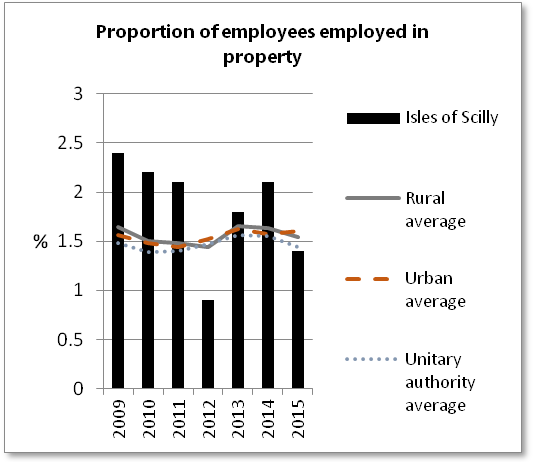 Proportion of employees employed in
property
3
2.5
2
1.5
1
0.5
0
%
2009
2010
2011
2012
2013
2014
2015
Isles of Scilly
Rural
average
Urban
average
Unitary
authority
average